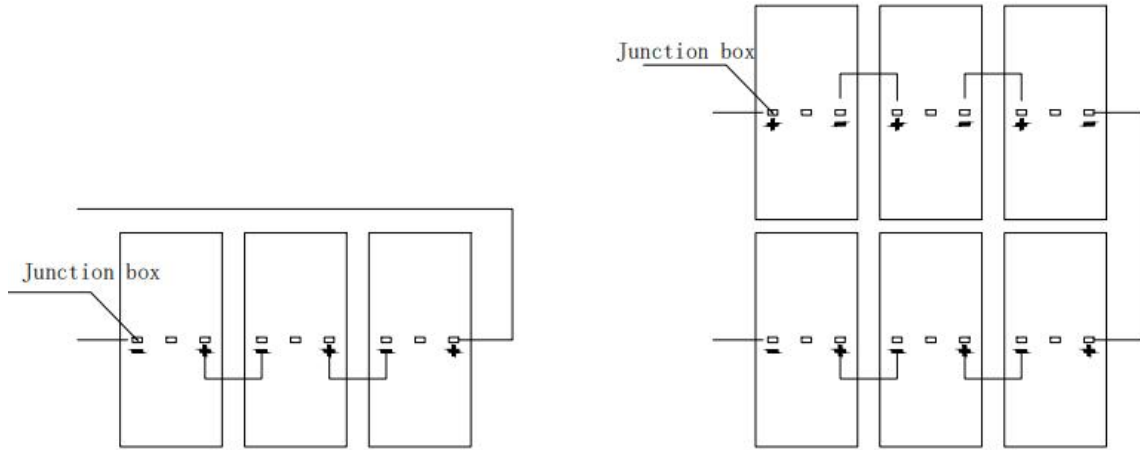 Junction box
+ - + - + -
Junction box
- + - + - +
- + - + - +